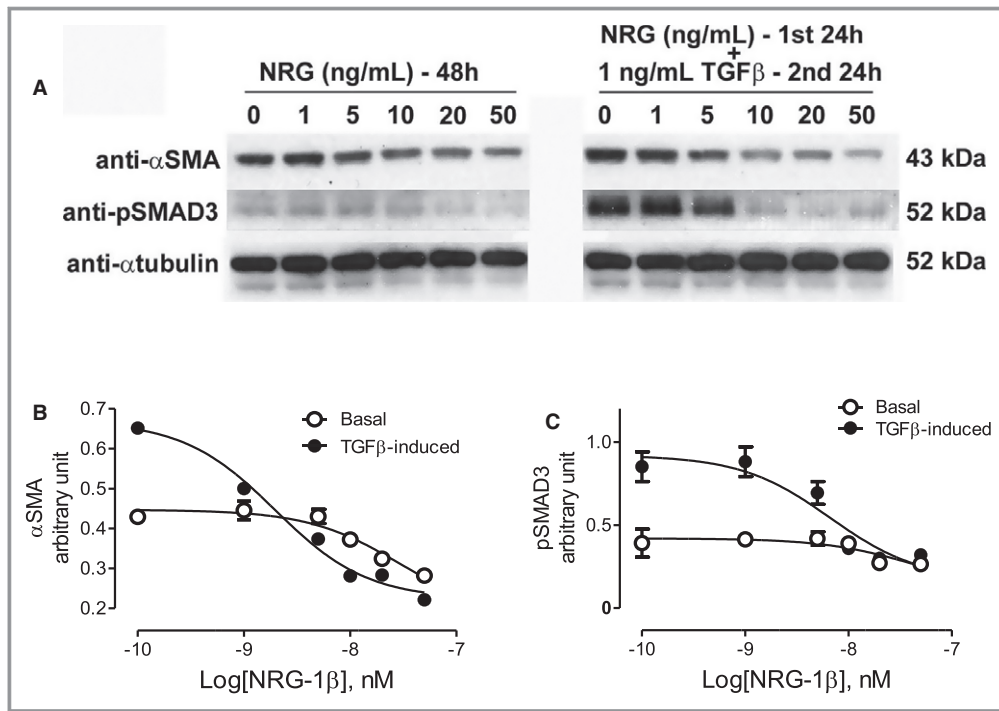 A
NRG (ng/mL) - 48h
NRG (ng/mL) - 1st 24h
+
1 ng/mL TGFβ - 2nd 24h
0 1 5 10 20 50
0 1 5 10 20 50
anti-αSMA
43 kDa
anti-pSMAD3
52 kDa
anti-αtubulin
52 kDa
B
Basal
TGFβ-induced
αSMA
arbitrary unit
0.7
0.6
0.5
0.4
0.3
0.2
-10 -9 -8 -7
Log[NRG-1β], nM
C
Basal
TGFβ-induced
pSMAD3
arbitrary unit
1.0
0.5
0
-10 -9 -8 -7
Log[NRG-1β], nM